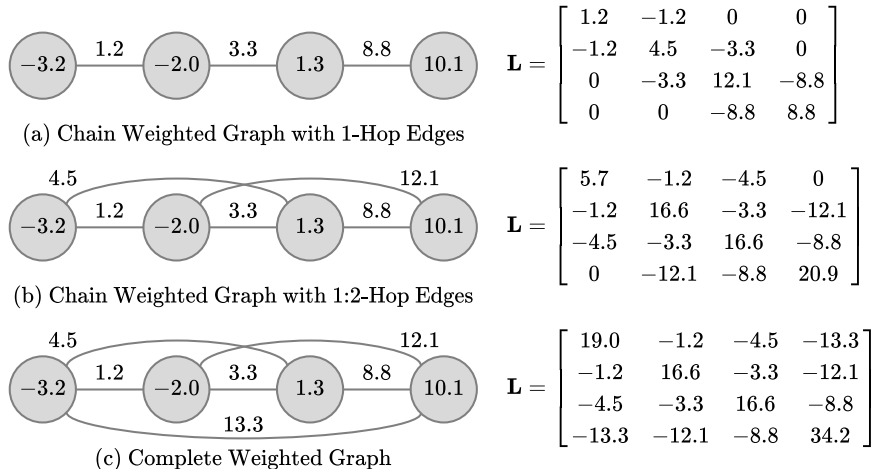 1.2 3.3 8.8
−3.2 −2.0 1.3 10.1
(a) Chain Weighted Graph with 1-Hop Edges
L =
1.2 −1.2 0 0
−1.2 4.5 −3.3 0
0 −3.3 12.1 −8.8
0 0 −8.8 8.8
4.5 12.1
1.2 3.3 8.8
−3.2 −2.0 1.3 10.1
(b) Chain Weighted Graph with 1:2-Hop Edges
L =
5.7 −1.2 −4.5 0
−1.2 16.6 −3.3 −12.1
−4.5 −3.3 16.6 −8.8
0 −12.1 −8.8 20.9
4.5 12.1
1.2 3.3 8.8
−3.2 −2.0 1.3 10.1
13.3
(c) Complete Weighted Graph
L =
19.0 −1.2 −4.5 −13.3
−1.2 16.6 −3.3 −12.1
−4.5 −3.3 16.6 −8.8
−13.3 −12.1 −8.8 34.2